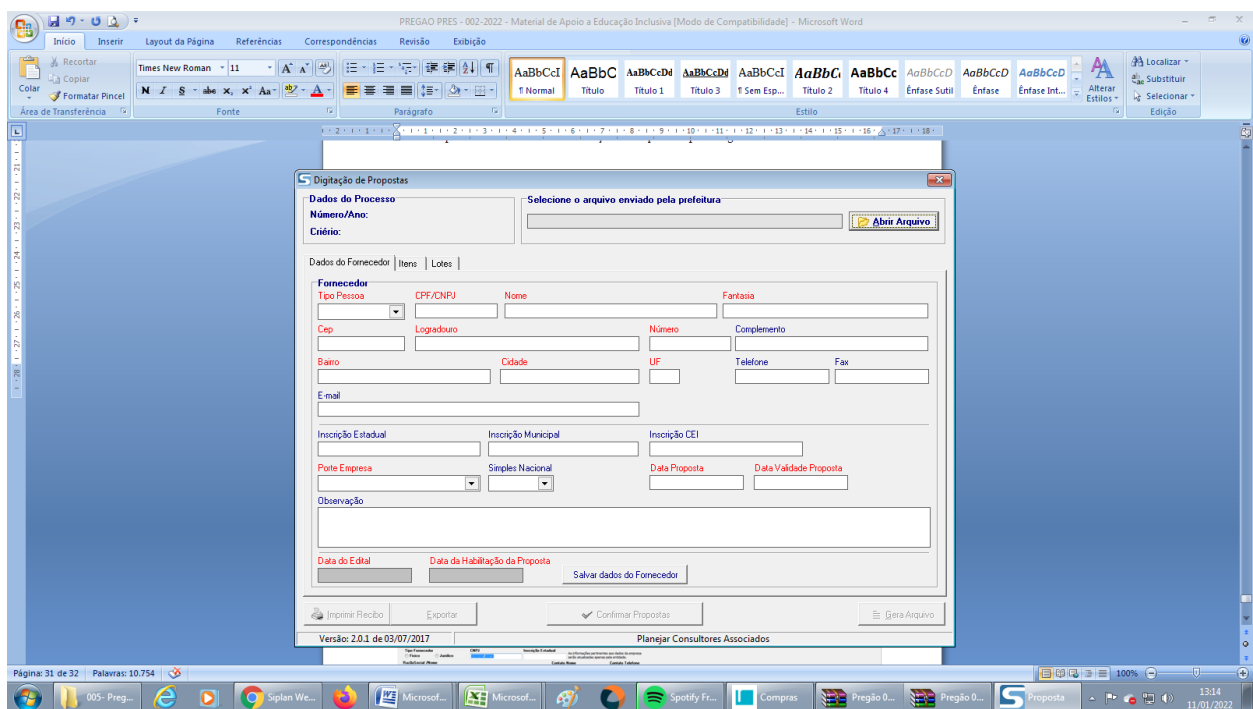 PREGAO PRES - 002-2022 - Material de Apoio a Educação Inclusiva [Modo de Compatibilidade] - Microsoft Word
Início Inserir Layout da Página Referências Correspondências Revisão Exibição
Colar
Recortar
Copiar
Formatar Pincel
Área de Transferência
Times New Roman 11
N I S abe x, x² Aa
Fonte
Parágrafo
AaBbCcI AaBbC AaBbCcDd AaBbCcDd AaBbCcI AaBbCc AaBbCc AaBbCcD AaBbCcD AaBbCcD
¶ Normal Título Título 1 Título 3 ¶ Sem Esp... Título 2 Título 4 Ênfase Sutil Ênfase Ênfase Int...
Alterar Estilos
Estilo
Localizar
Substituir
Selecionar
Edição
Digitação de Propostas
Dados do Processo
Número/Ano:
Criério:
Selecione o arquivo enviado pela prefeitura
Abrir Arquivo
Dados do Fornecedor Itens Lotes
Fornecedor
Tipo Pessoa CPF/CNPJ Nome Fantasia
Cep Logradouro Número Complemento
Bairro Cidade UF Telefone Fax
E-mail
Inscrição Estadual Inscrição Municipal Inscrição CEI
Porte Empresa Simples Nacional Data Proposta Data Validade Proposta
Observação
Data do Edital Data da Habilitação da Proposta
Salvar dados do Fornecedor
Imprimir Recibo Exportar Confirmar Propostas Gera Arquivo
Versão: 2.0.1 de 03/07/2017 Planejar Consultores Associados
Tipo Fornecedor CNPJ Inscrição Estadual
Página: 31 de 32 Palavras: 10.754 100%
005- Preg... Siplan We... Microsof... Microsof... Spotify Fr... Compras Pregão 0... Pregão 0... Proposta
13:14
11/01/2022